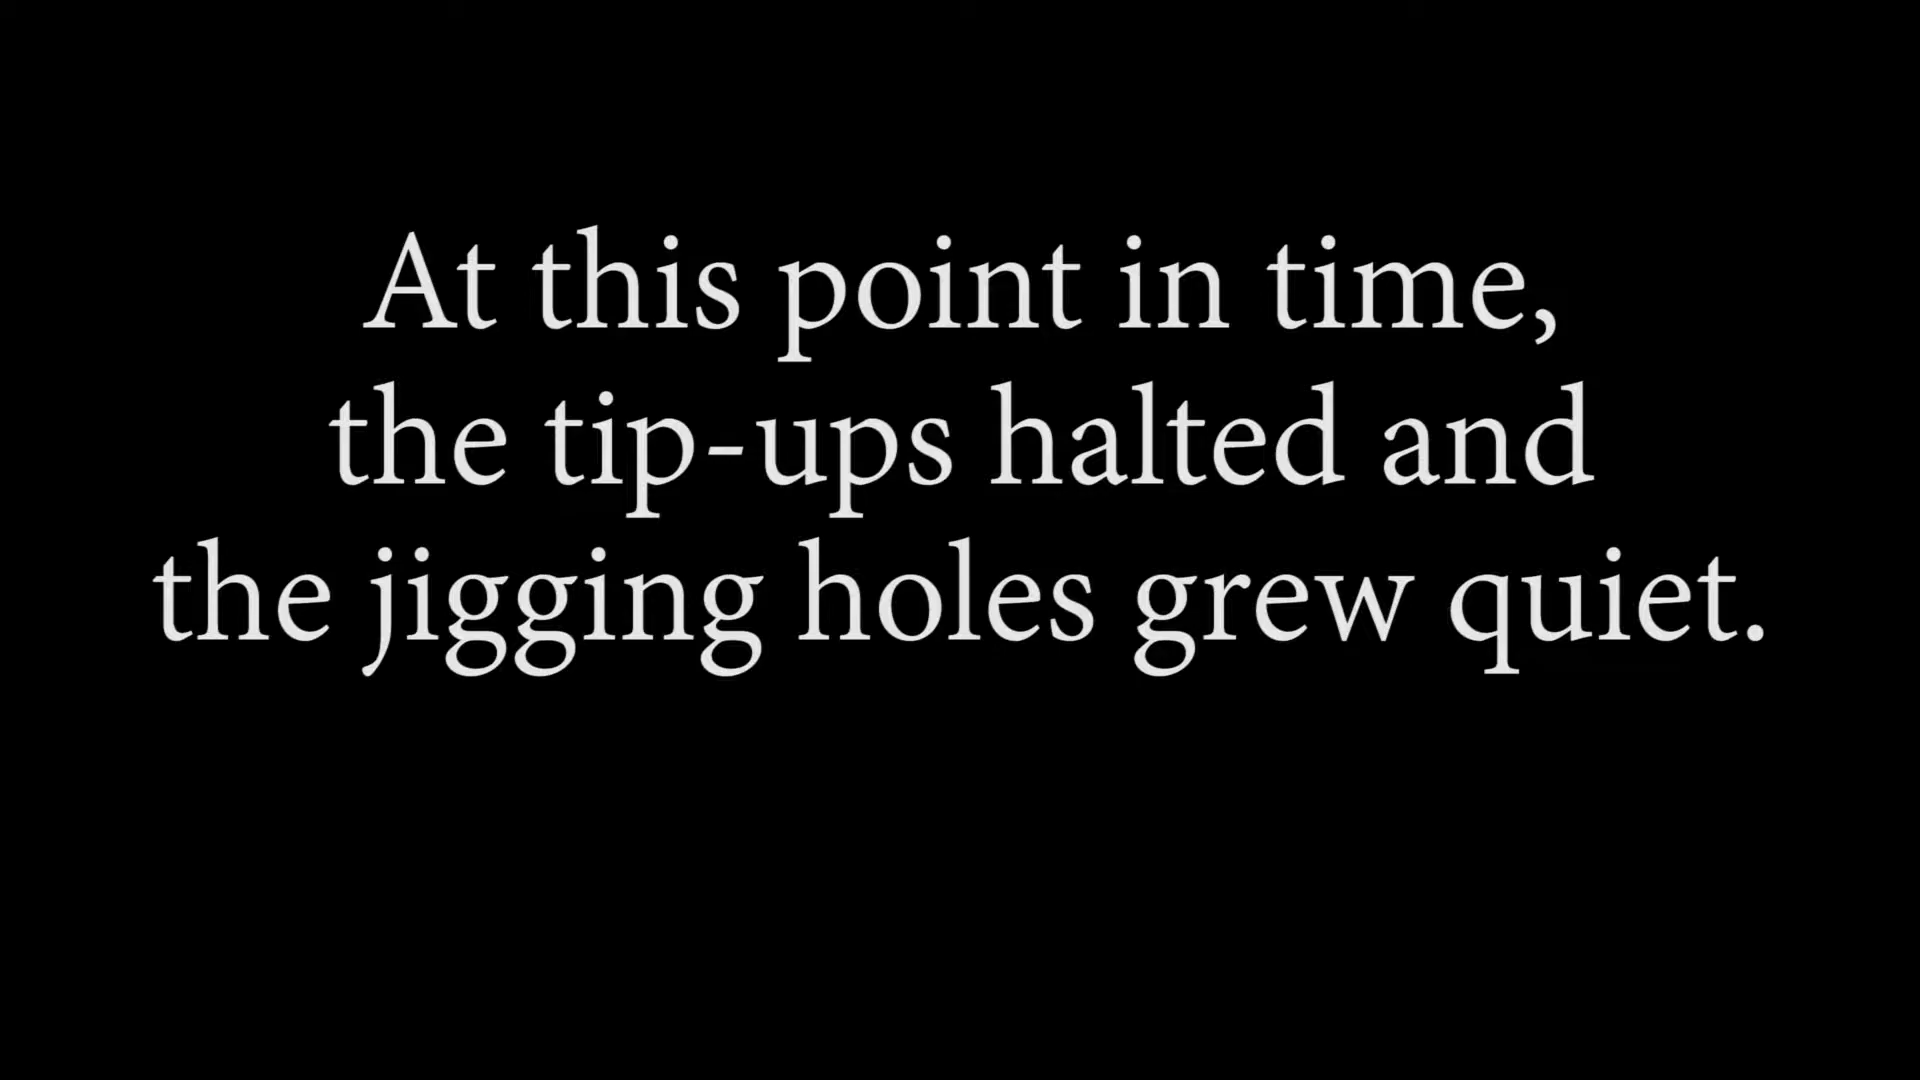 At this point in time,
the tip-ups halted and
the jigging holes grew quiet.